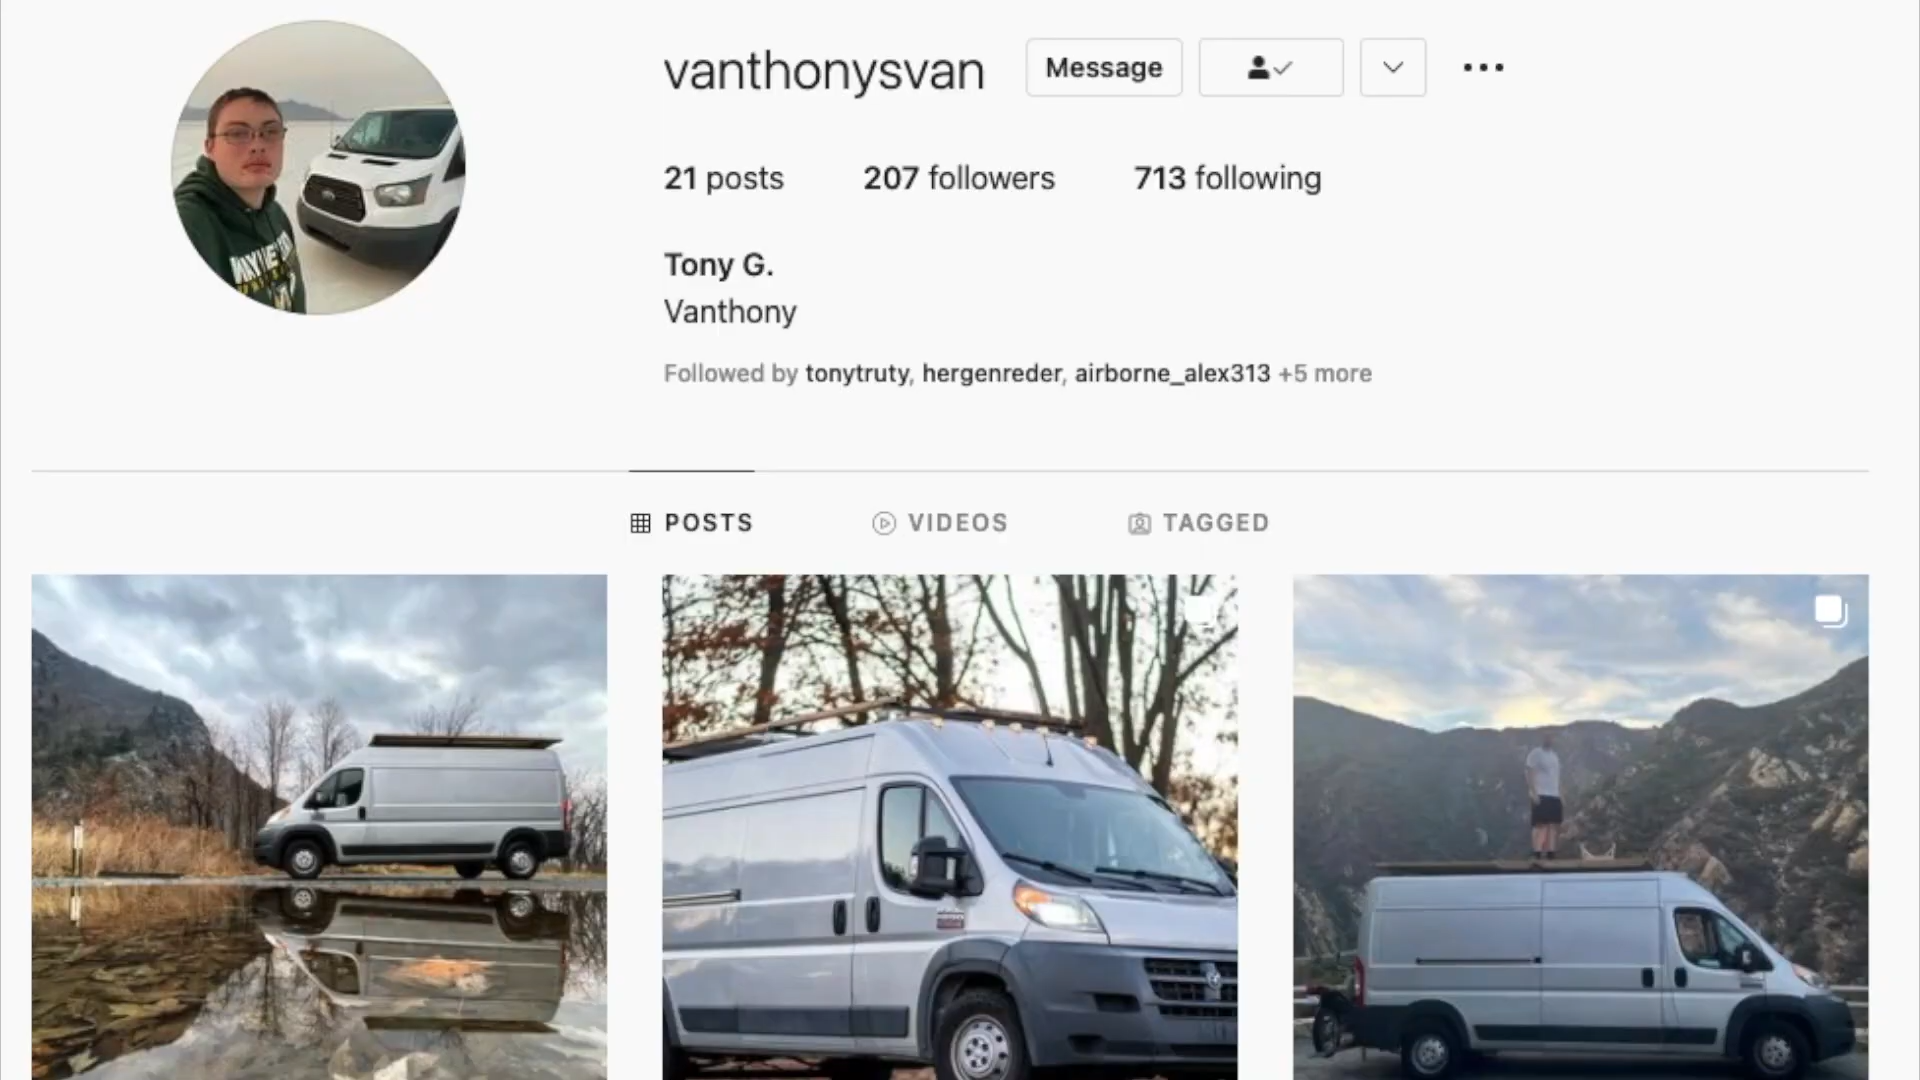 vanthonysvan
Message
21 posts 207 followers 713 following
Tony G.
Vanthony
Followed by tonytruty, hergenreder, airborne_alex313 +5 more
POSTS VIDEOS TAGGED